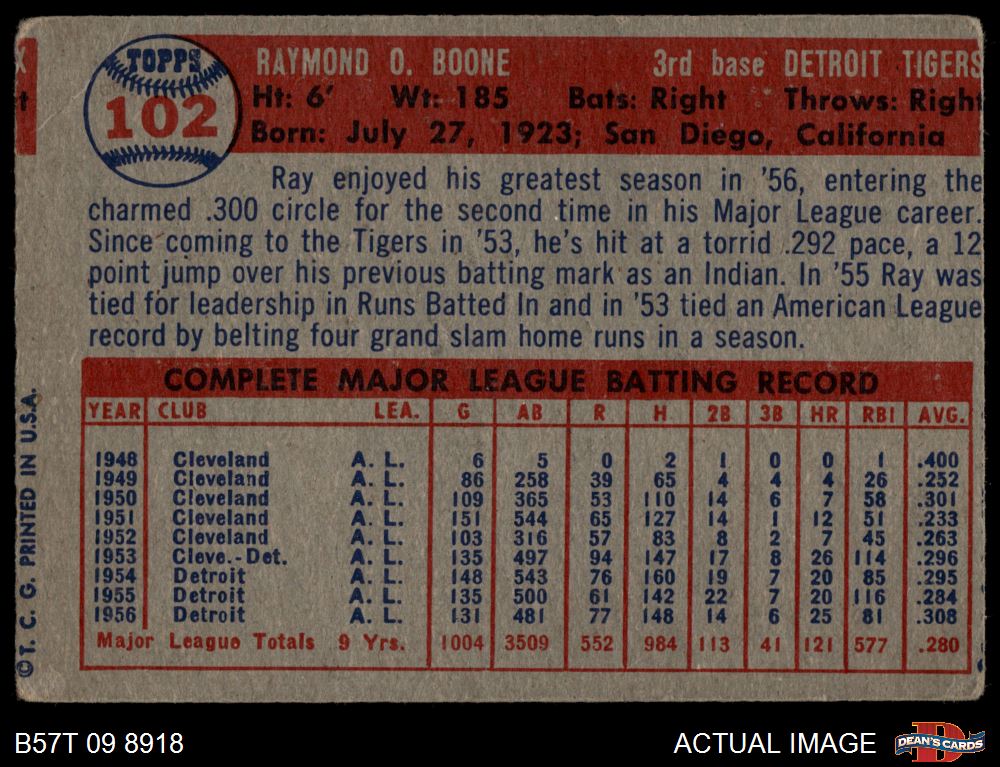 X
t
TOPPS
102
RAYMOND O. BOONE 3rd base DETROIT TIGERS
Ht: 6' Wt: 185 Bats: Right Throws: Right
Born: July 27, 1923; San Diego, California
Ray enjoyed his greatest season in '56, entering the
charmed .300 circle for the second time in his Major League career.
Since coming to the Tigers in '53, he's hit at a torrid .292 pace, a 12
point jump over his previous batting mark as an Indian. In '55 Ray was
tied for leadership in Runs Batted In and in '53 tied an American League
record by belting four grand slam home runs in a season.
COMPLETE MAJOR LEAGUE BATTING RECORD
YEAR CLUB LEA. G AB R H 2B 3B HR RBI AVG.
1948 Cleveland A. L. 6 5 0 2 1 0 0 1 .400
1949 Cleveland A. L. 86 258 39 65 4 4 4 26 .252
1950 Cleveland A. L. 109 365 53 110 14 6 7 58 .301
1951 Cleveland A. L. 151 544 65 127 14 1 12 51 .233
1952 Cleveland A. L. 103 316 57 83 8 2 7 45 .263
1953 Cleve.-Det. A. L. 135 497 94 147 17 8 26 114 .296
1954 Detroit A. L. 148 543 76 160 19 7 20 85 .295
1955 Detroit A. L. 135 500 61 142 22 7 20 116 .284
1956 Detroit A. L. 131 481 77 148 14 6 25 81 .308
Major League Totals 9 Yrs. 1004 3509 552 984 113 41 121 577 .280
©T. C. G. PRINTED IN U.S.A.
B57T 09 8918
ACTUAL IMAGE
DEAN'S CARDS